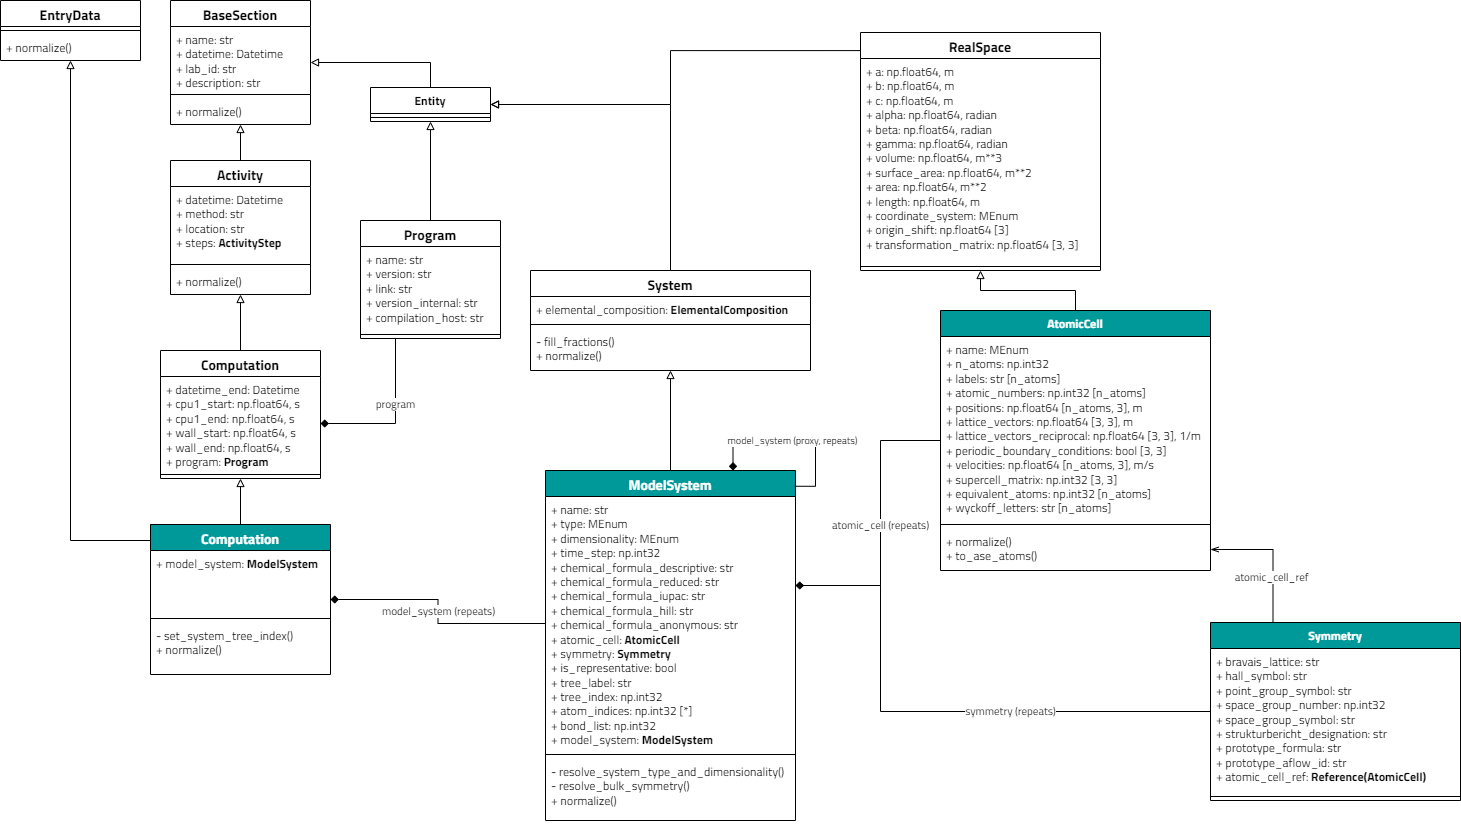 EntryData
+ normalize()
BaseSection
+ name: str
+ datetime: Datetime
+ lab_id: str
+ description: str
+ normalize()
Entity
Activity
+ datetime: Datetime
+ method: str
+ location: str
+ steps: ActivityStep
+ normalize()
Program
+ name: str
+ version: str
+ link: str
+ version_internal: str
+ compilation_host: str
program
Computation
+ datetime_end: Datetime
+ cpu1_start: np.float64, s
+ cpu1_end: np.float64, s
+ wall_start: np.float64, s
+ wall_end: np.float64, s
+ program: Program
Computation
+ model_system: ModelSystem
- set_system_tree_index()
+ normalize()
model_system (repeats)
System
+ elemental_composition: ElementalComposition
- fill_fractions()
+ normalize()
model_system (proxy, repeats)
ModelSystem
+ name: str
+ type: MEnum
+ dimensionality: MEnum
+ time_step: np.int32
+ chemical_formula_descriptive: str
+ chemical_formula_reduced: str
+ chemical_formula_iupac: str
+ chemical_formula_hill: str
+ chemical_formula_anonymous: str
+ atomic_cell: AtomicCell
+ symmetry: Symmetry
+ is_representative: bool
+ tree_label: str
+ tree_index: np.int32
+ atom_indices: np.int32 [*]
+ bond_list: np.int32
+ model_system: ModelSystem
- resolve_system_type_and_dimensionality()
- resolve_bulk_symmetry()
+ normalize()
RealSpace
+ a: np.float64, m
+ b: np.float64, m
+ c: np.float64, m
+ alpha: np.float64, radian
+ beta: np.float64, radian
+ gamma: np.float64, radian
+ volume: np.float64, m**3
+ surface_area: np.float64, m**2
+ area: np.float64, m**2
+ length: np.float64, m
+ coordinate_system: MEnum
+ origin_shift: np.float64 [3]
+ transformation_matrix: np.float64 [3, 3]
AtomicCell
+ name: MEnum
+ n_atoms: np.int32
+ labels: str [n_atoms]
+ atomic_numbers: np.int32 [n_atoms]
+ positions: np.float64 [n_atoms, 3], m
+ lattice_vectors: np.float64 [3, 3], m
+ lattice_vectors_reciprocal: np.float64 [3, 3], 1/m
+ periodic_boundary_conditions: bool [3, 3]
+ velocities: np.float64 [n_atoms, 3], m/s
+ supercell_matrix: np.int32 [3, 3]
+ equivalent_atoms: np.int32 [n_atoms]
+ wyckoff_letters: str [n_atoms]
+ normalize()
+ to_ase_atoms()
atomic_cell (repeats)
atomic_cell_ref
symmetry (repeats)
Symmetry
+ bravais_lattice: str
+ hall_symbol: str
+ point_group_symbol: str
+ space_group_number: np.int32
+ space_group_symbol: str
+ strukturbericht_designation: str
+ prototype_formula: str
+ prototype_aflow_id: str
+ atomic_cell_ref: Reference(AtomicCell)